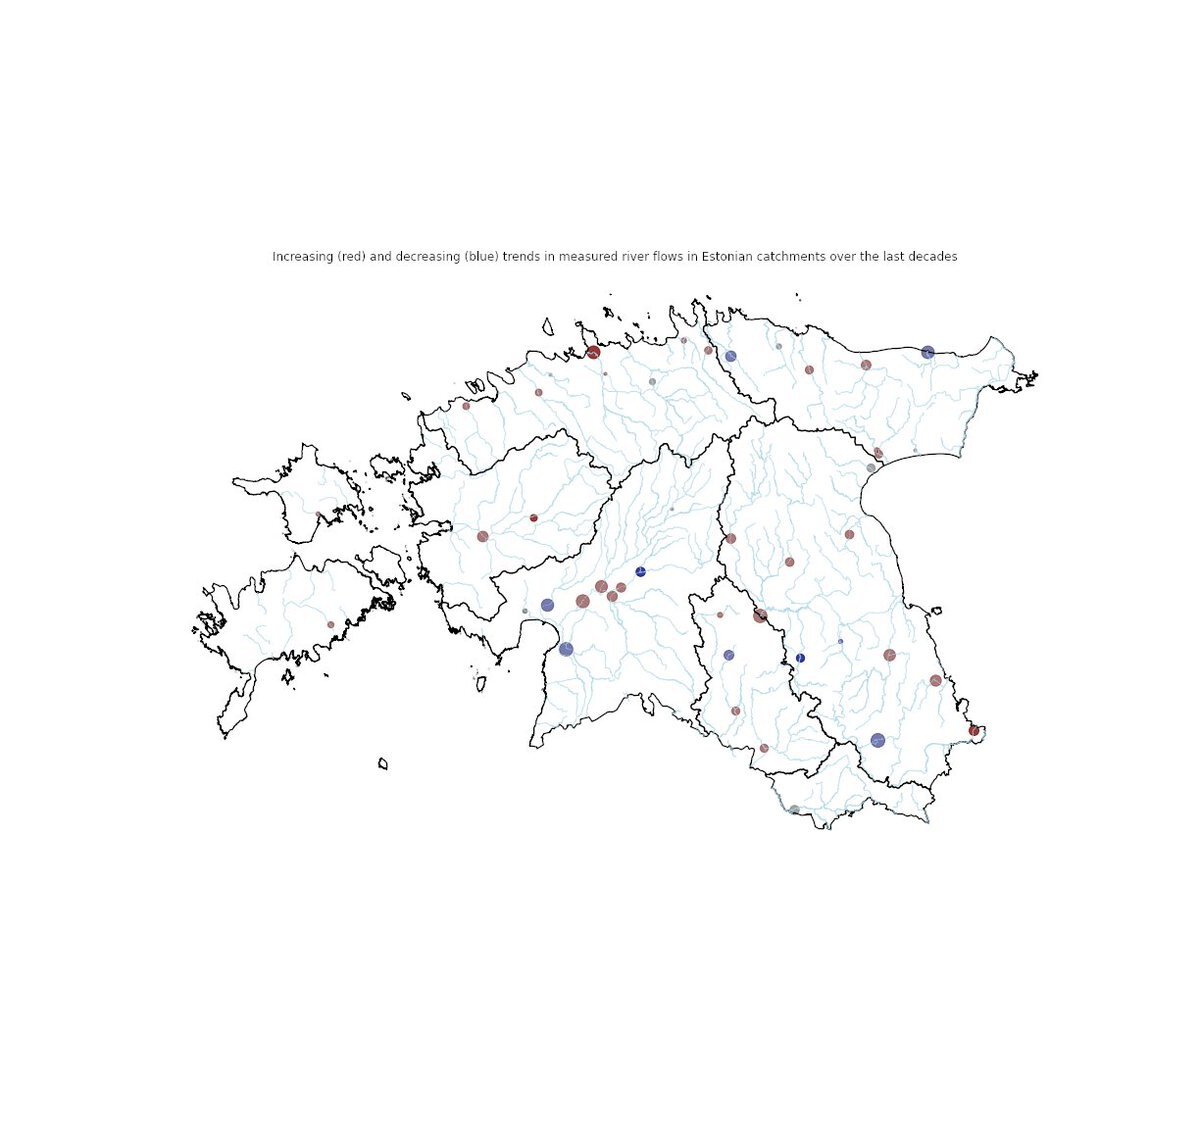 Increasing (red) and decreasing (blue) trends in measured river flows in Estonian catchments over the last decades